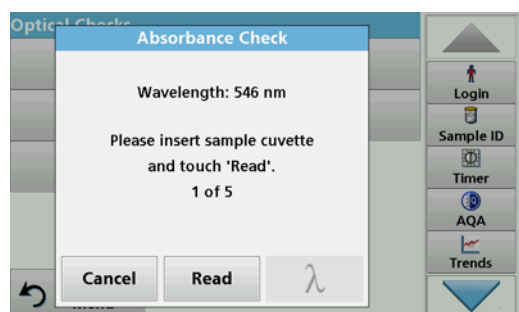 Optical Checks
Absorbance Check
Wavelength: 546 nm
Please insert sample cuvette
and touch 'Read'.
1 of 5
Cancel
Read
λ
Menu
Login
Sample ID
Timer
AQA
Trends